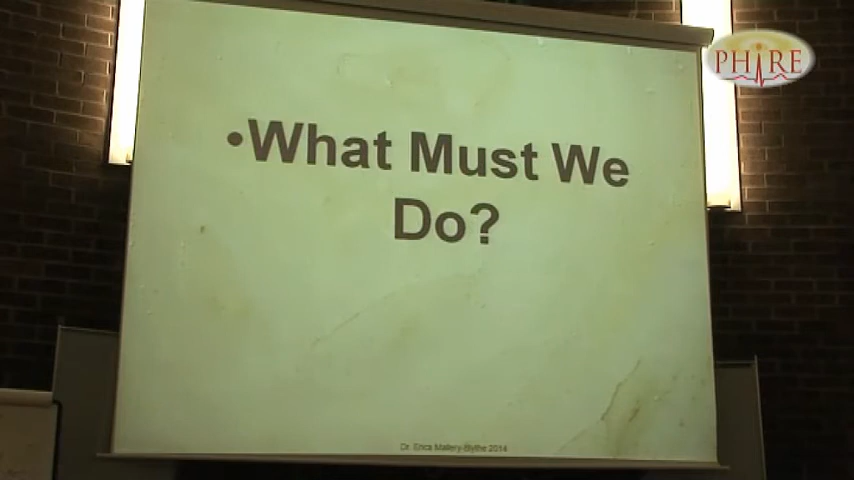 PHIRE
•What Must We
Do?
Dr. Erica Mallery-Blythe 2014